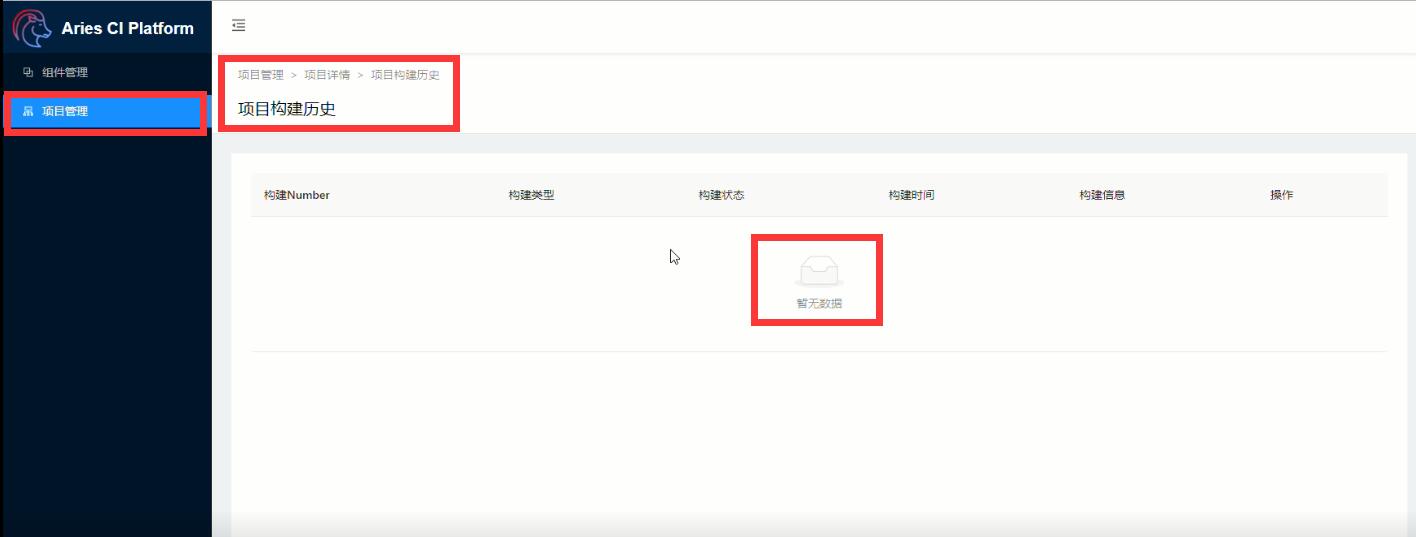 Aries CI Platform
组件管理
项目管理
项目管理 > 项目详情 > 项目构建历史
项目构建历史
构建Number 构建类型 构建状态 构建时间 构建信息 操作
暂无数据